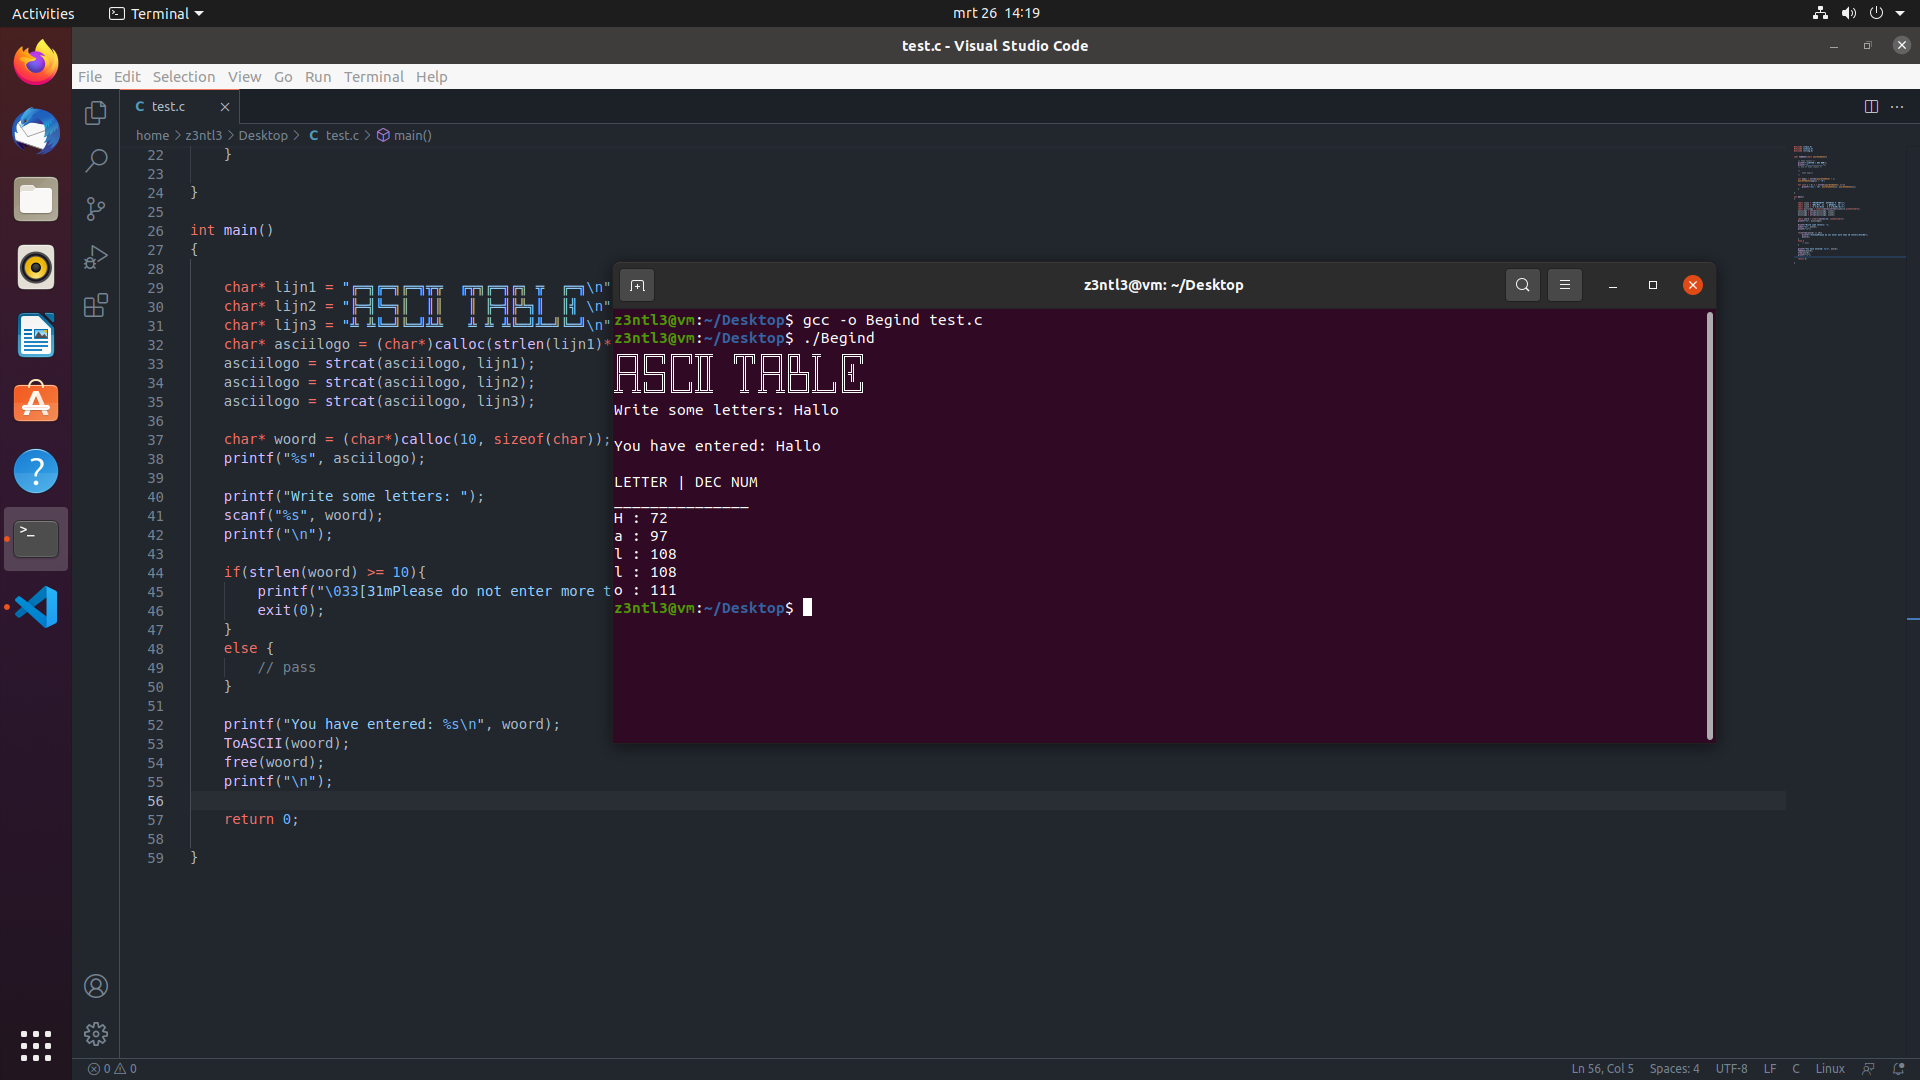 Activities
Terminal
mrt 26 14:19
test.c - Visual Studio Code
File Edit Selection View Go Run Terminal Help
C test.c
home > z3ntl3 > Desktop > C test.c > main()
22 }
23
24 }
25
26 int main()
27 {
28
29 char* lijn1 = "╔═╗╔═╗╔═╗╦╦  ╔╦╗╔═╗╔╗ ╦  ╔═╗\n"
30 char* lijn2 = "╠═╣╚═╗║  ║║   ║ ╠═╣╠╩╗║  ║╣ \n"
31 char* lijn3 = "╩ ╩╚═╝╚═╝╩╩   ╩ ╩ ╩╚═╝╩═╝╚═╝\n"
32 char* asciilogo = (char*)calloc(strlen(lijn1)*
33 asciilogo = strcat(asciilogo, lijn1);
34 asciilogo = strcat(asciilogo, lijn2);
35 asciilogo = strcat(asciilogo, lijn3);
36
37 char* woord = (char*)calloc(10, sizeof(char));
38 printf("%s", asciilogo);
39
40 printf("Write some letters: ");
41 scanf("%s", woord);
42 printf("\n");
43
44 if(strlen(woord) >= 10){
45 printf("\033[31mPlease do not enter more t
46 exit(0);
47 }
48 else {
49 // pass
50 }
51
52 printf("You have entered: %s\n", woord);
53 ToASCII(woord);
54 free(woord);
55 printf("\n");
56
57 return 0;
58
59 }
z3ntl3@vm: ~/Desktop
z3ntl3@vm:~/Desktop$ gcc -o Begind test.c
z3ntl3@vm:~/Desktop$ ./Begind
╔═╗╔═╗╔═╗╦╦  ╔╦╗╔═╗╔╗ ╦  ╔═╗
╠═╣╚═╗║  ║║   ║ ╠═╣╠╩╗║  ║╣
╩ ╩╚═╝╚═╝╩╩   ╩ ╩ ╩╚═╝╩═╝╚═╝
Write some letters: Hallo
You have entered: Hallo
LETTER | DEC NUM
_______________
H : 72
a : 97
l : 108
l : 108
o : 111
z3ntl3@vm:~/Desktop$
0 0
Ln 56, Col 5 Spaces: 4 UTF-8 LF C Linux